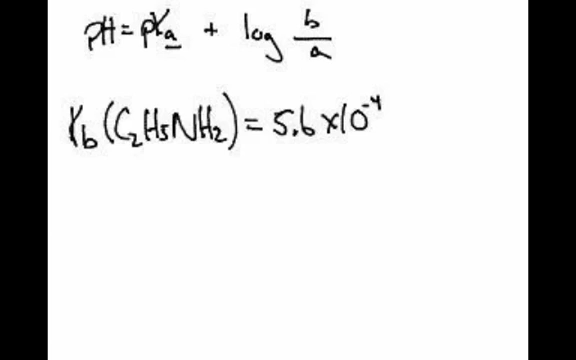 pH = pKa + log b/a
Kb (C2H5NH2) = 5.6 x 10^-4